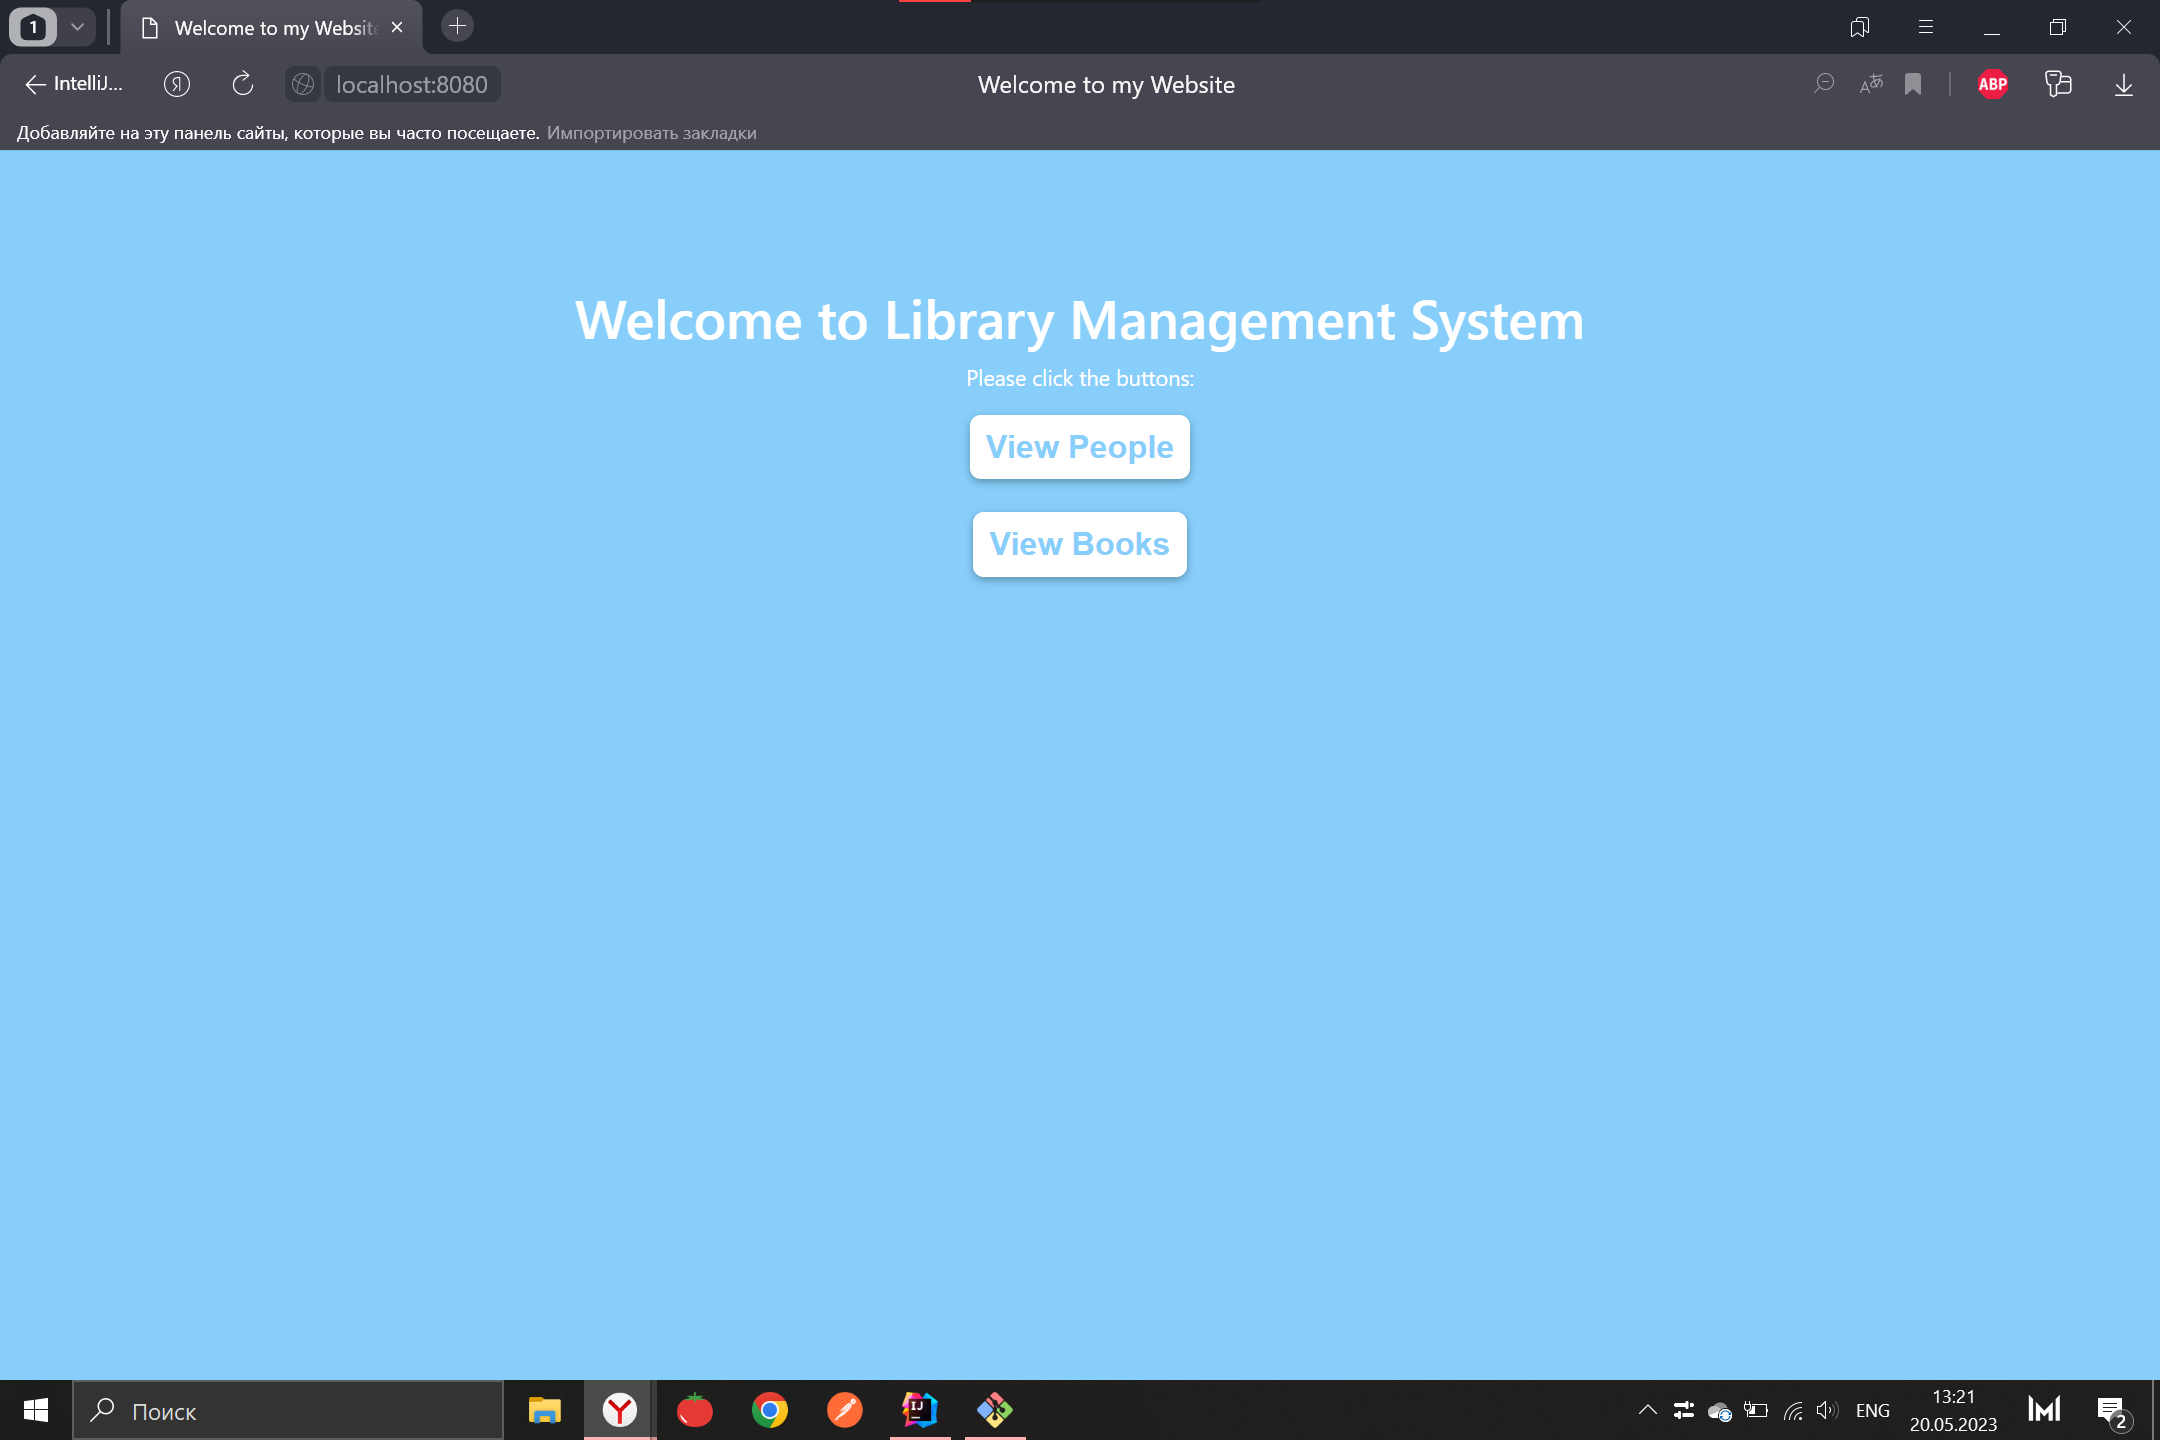 1
Welcome to my Website
IntelliJ...
Я
localhost:8080
Welcome to my Website
ABP
Добавляйте на эту панель сайты, которые вы часто посещаете. Импортировать закладки
Welcome to Library Management System
Please click the buttons:
View People
View Books
Поиск
IJ
ENG
13:21
20.05.2023
2